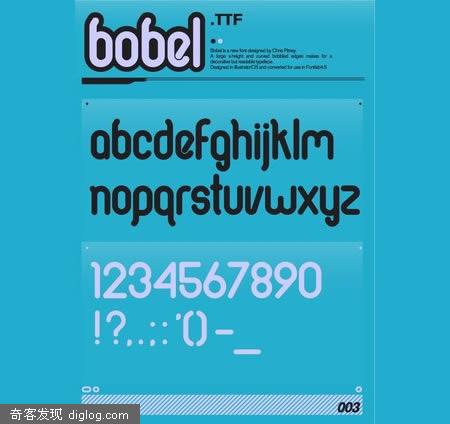 bobel .TTF
Bobel is a new font designed by Chris Pitney.
A large x-height and curved bobbled edges makes for a
decorative but readable typeface.
Designed in IllustratorCS and converted for use in Fontlab4.5
abcdefghijklm
nopqrstuvwxyz
1234567890
!?,.;:'()-_
003
奇客发现 diglog.com